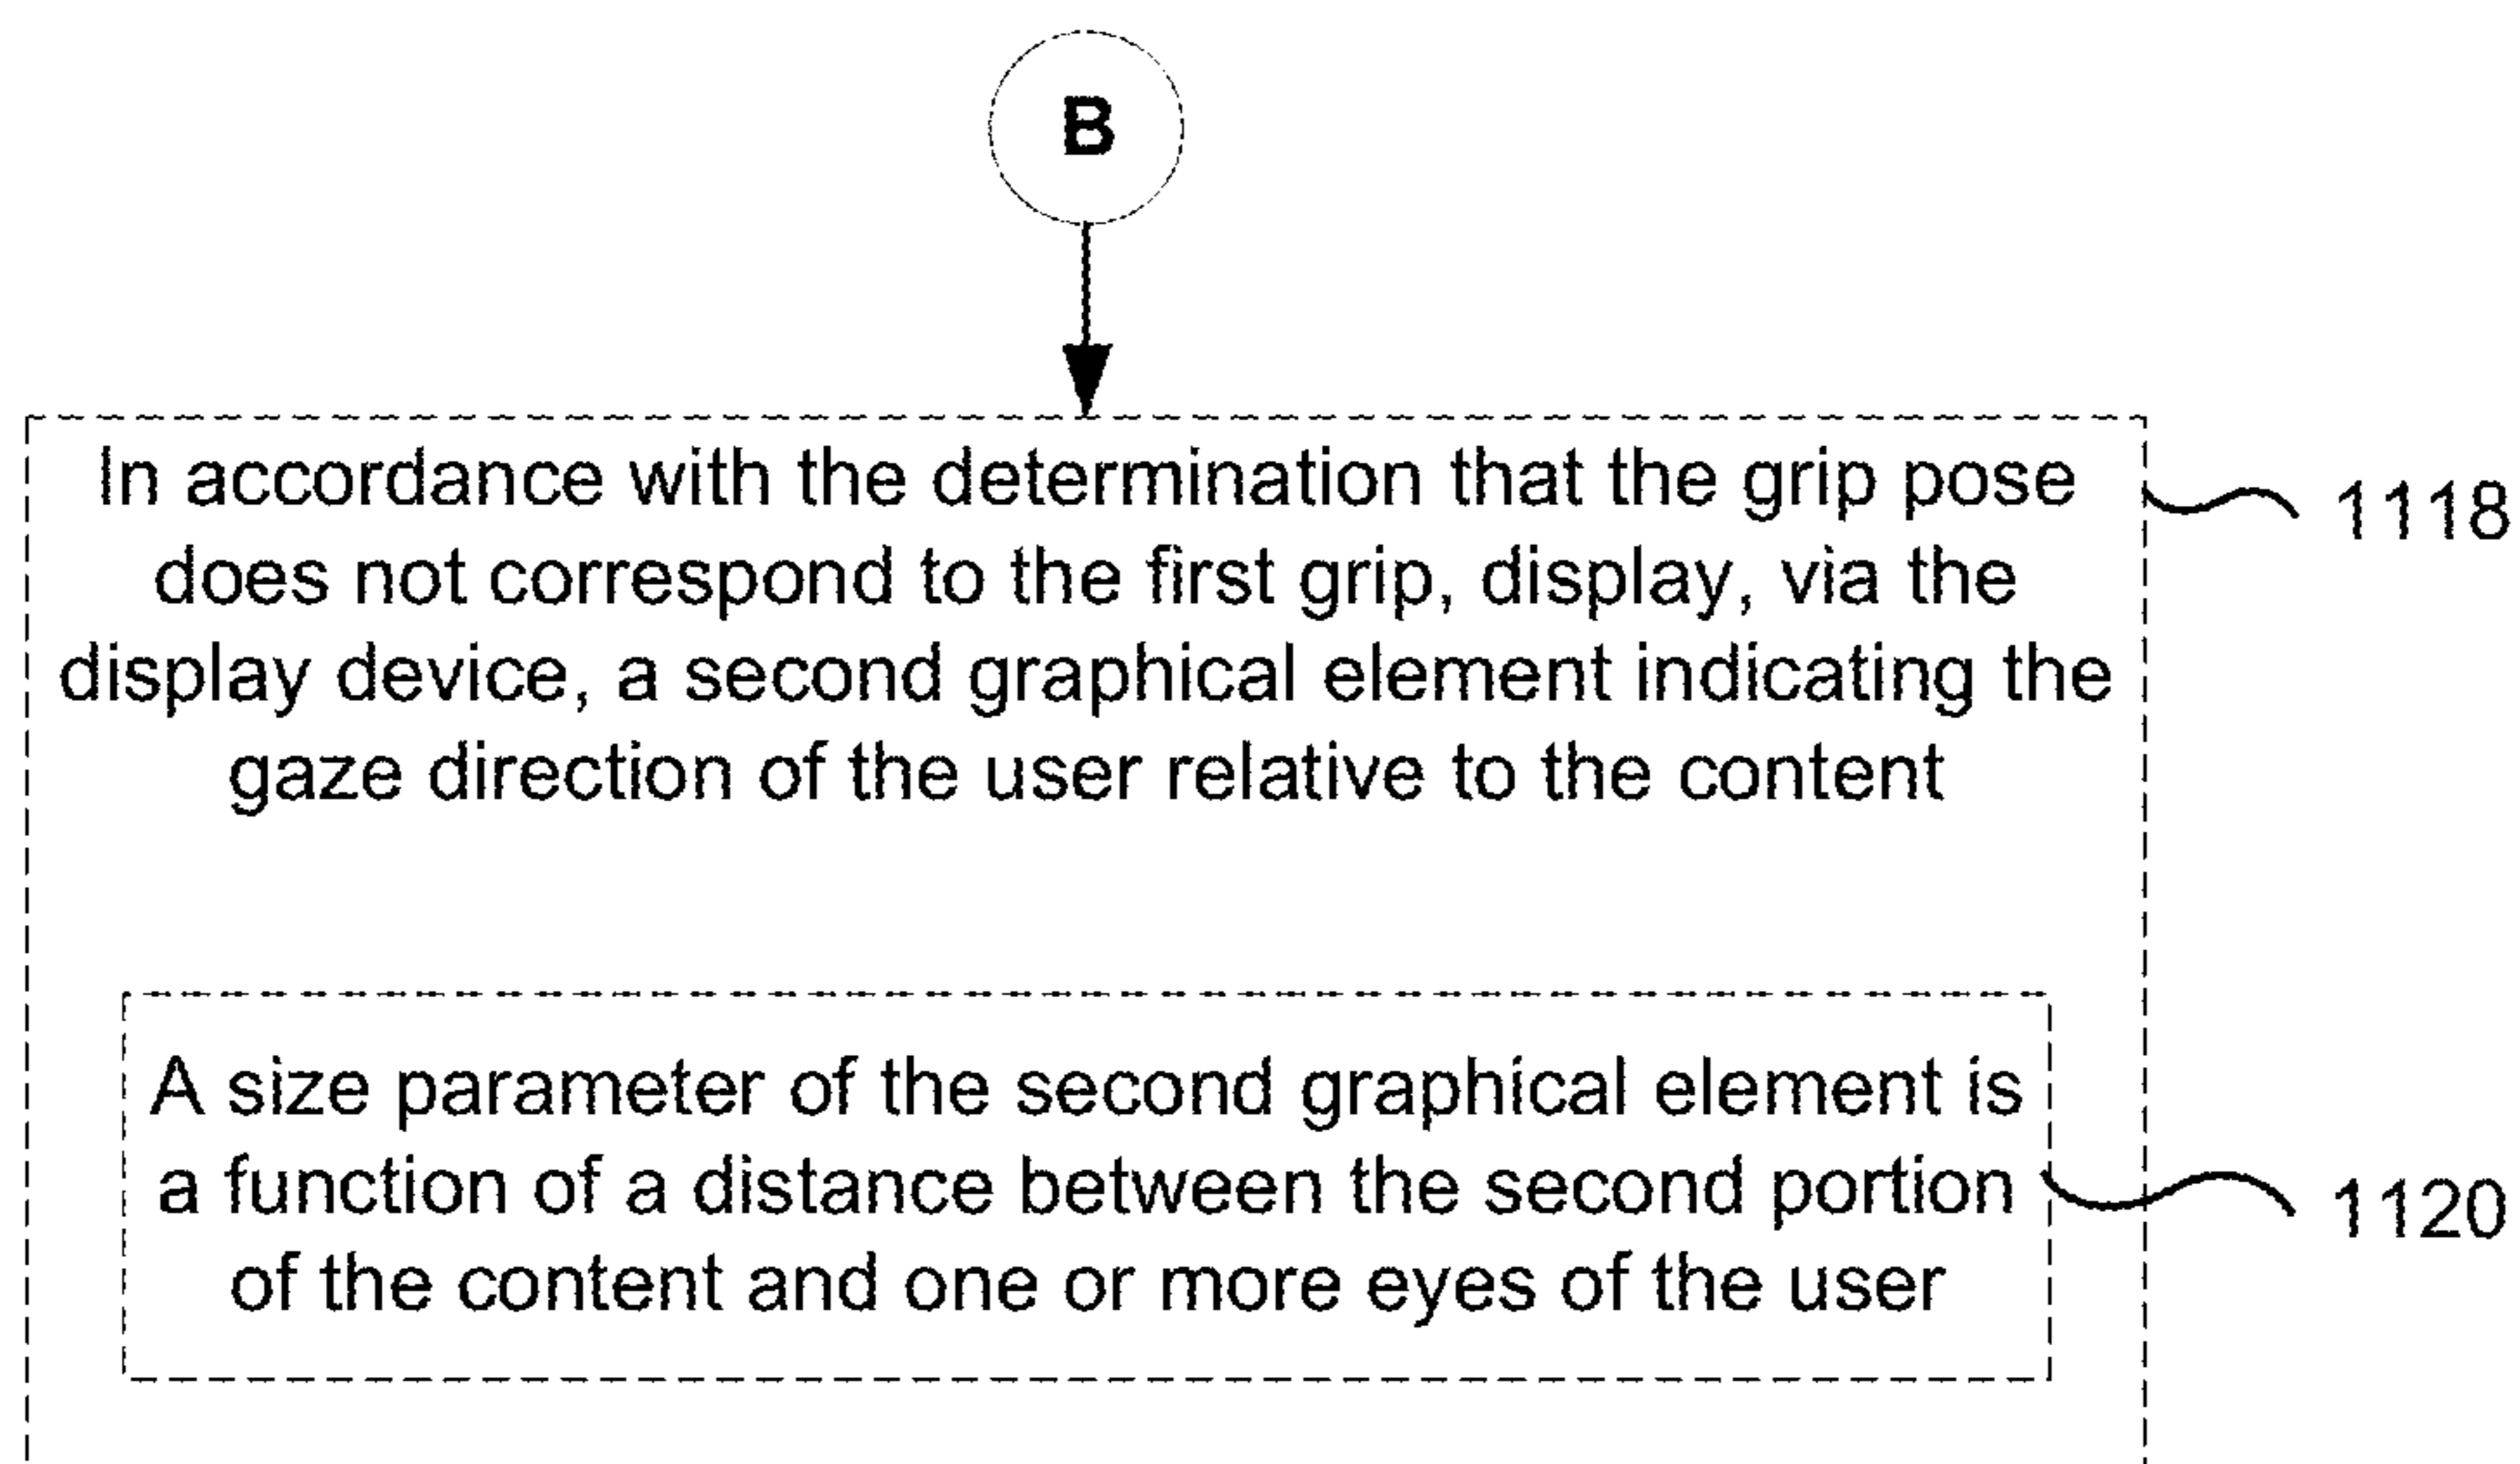 B
In accordance with the determination that the grip pose
does not correspond to the first grip, display, via the
display device, a second graphical element indicating the
gaze direction of the user relative to the content
1118
A size parameter of the second graphical element is
a function of a distance between the second portion
of the content and one or more eyes of the user
1120